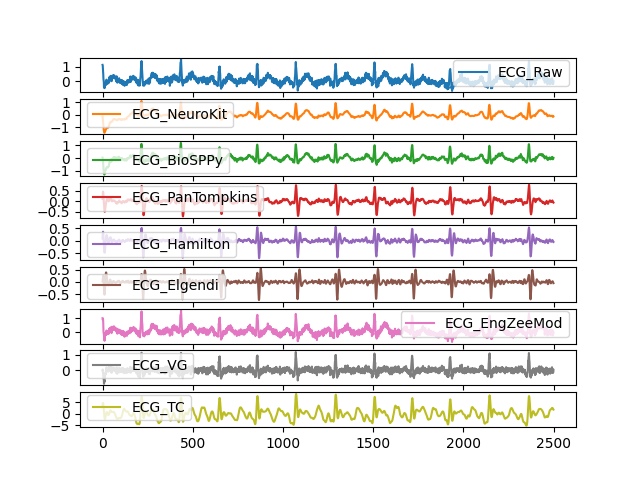 1
0
ECG_Raw
1
0
−1
ECG_NeuroKit
1
0
−1
ECG_BioSPPy
0.5
0.0
−0.5
ECG_PanTompkins
0.5
0.0
−0.5
ECG_Hamilton
0.5
0.0
−0.5
ECG_Elgendi
1
0
ECG_EngZeeMod
1
0
ECG_VG
5
0
−5
ECG_TC
0 500 1000 1500 2000 2500